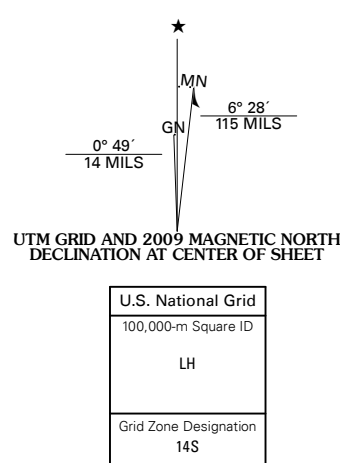 ★
MN
6° 28´
115 MILS
GN
0° 49´
14 MILS
UTM GRID AND 2009 MAGNETIC NORTH
DECLINATION AT CENTER OF SHEET
U.S. National Grid
100,000-m Square ID
LH
Grid Zone Designation
14S